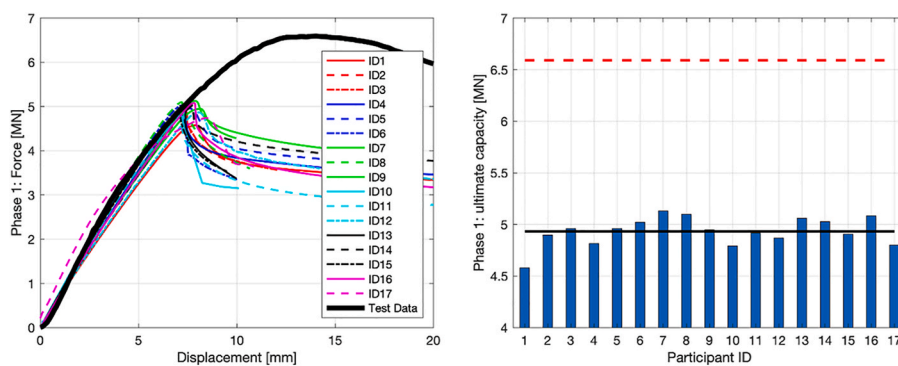 7
6
5
4
3
2
1
0
Phase 1: Force [MN]
0 5 10 15 20
Displacement [mm]
ID1
ID2
ID3
ID4
ID5
ID6
ID7
ID8
ID9
ID10
ID11
ID12
ID13
ID14
ID15
ID16
ID17
Test Data
7
6.5
6
5.5
5
4.5
4
Phase 1: ultimate capacity [MN]
1 2 3 4 5 6 7 8 9 10 11 12 13 14 15 16 17
Participant ID